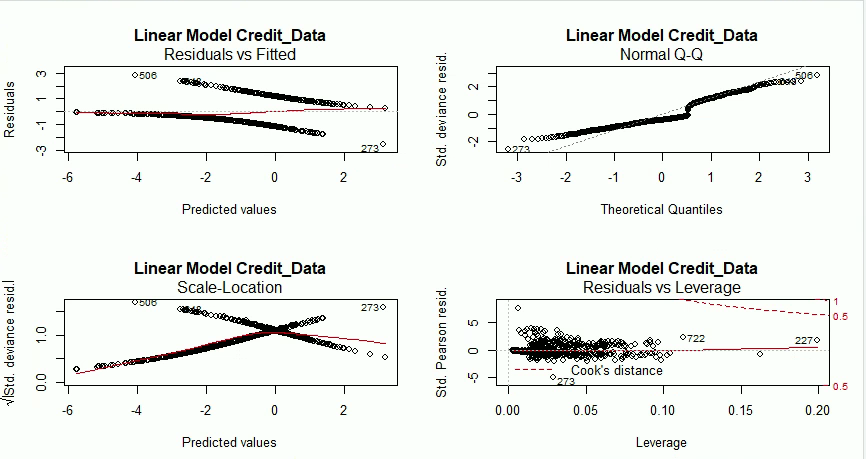 Linear Model Credit_Data
Residuals vs Fitted
Residuals
3
1
-1
-3
506
273
-6 -4 -2 0 2
Predicted values
Linear Model Credit_Data
Normal Q-Q
Std. deviance resid.
2
0
-2
506
273
-3 -2 -1 0 1 2 3
Theoretical Quantiles
Linear Model Credit_Data
Scale-Location
√|Std. deviance resid.|
1.0
0.0
506
273
-6 -4 -2 0 2
Predicted values
Linear Model Credit_Data
Residuals vs Leverage
Std. Pearson resid.
5
0
-5
1
0.5
0.5
722
227
Cook's distance
273
0.00 0.05 0.10 0.15 0.20
Leverage